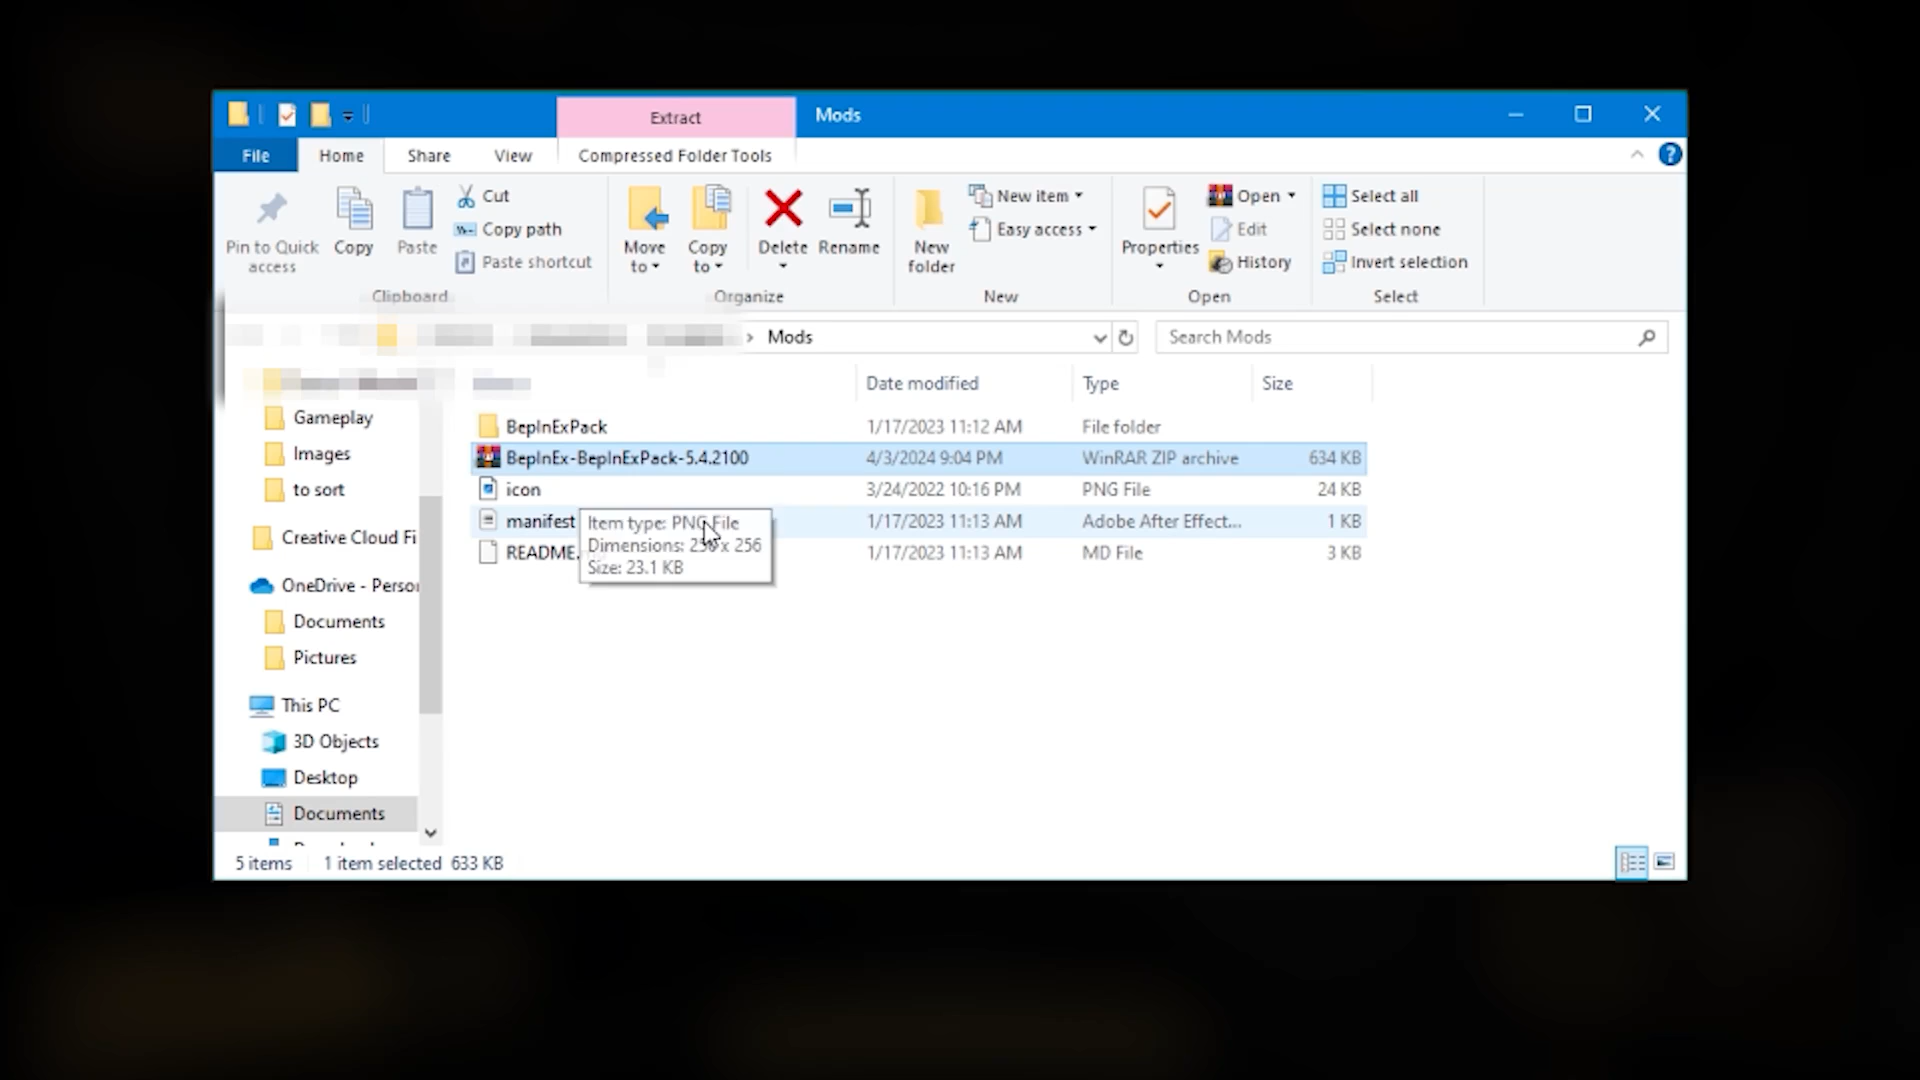 Extract
Mods
File
Home
Share
View
Compressed Folder Tools
Pin to Quick access
Copy
Paste
Cut
Copy path
Paste shortcut
Clipboard
Move to
Copy to
Delete
Rename
Organize
New folder
New item
Easy access
New
Properties
Open
Edit
History
Open
Select all
Select none
Invert selection
Select
> Mods
Search Mods
Date modified
Type
Size
Gameplay
Images
to sort
Creative Cloud Fi
OneDrive - Person
Documents
Pictures
This PC
3D Objects
Desktop
Documents
BepInExPack 1/17/2023 11:12 AM File folder
BepInEx-BepInExPack-5.4.2100 4/3/2024 9:04 PM WinRAR ZIP archive 634 KB
icon 3/24/2022 10:16 PM PNG File 24 KB
manifest 1/17/2023 11:13 AM Adobe After Effect... 1 KB
README. 1/17/2023 11:13 AM MD File 3 KB
Item type: PNG File
Dimensions: 256 x 256
Size: 23.1 KB
5 items 1 item selected 633 KB